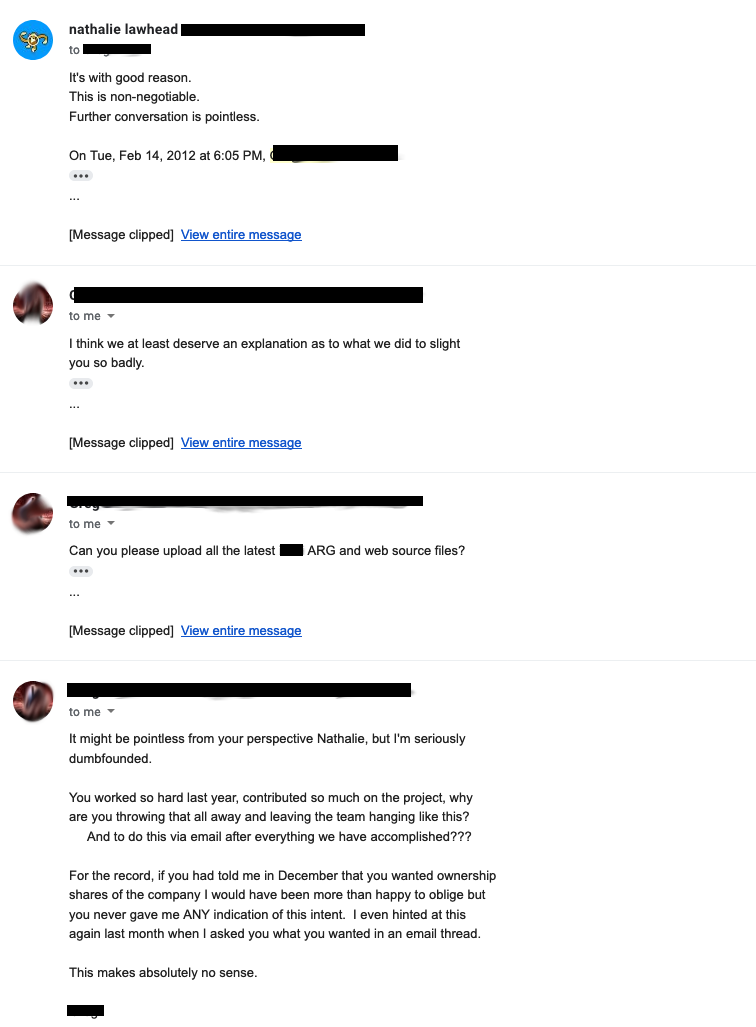 nathalie lawhead
to
It's with good reason.
This is non-negotiable.
Further conversation is pointless.
On Tue, Feb 14, 2012 at 6:05 PM,
...
[Message clipped] View entire message
to me
I think we at least deserve an explanation as to what we did to slight
you so badly.
...
[Message clipped] View entire message
to me
Can you please upload all the latest ARG and web source files?
...
[Message clipped] View entire message
to me
It might be pointless from your perspective Nathalie, but I'm seriously
dumbfounded.
You worked so hard last year, contributed so much on the project, why
are you throwing that all away and leaving the team hanging like this?
And to do this via email after everything we have accomplished???
For the record, if you had told me in December that you wanted ownership
shares of the company I would have been more than happy to oblige but
you never gave me ANY indication of this intent.  I even hinted at this
again last month when I asked you what you wanted in an email thread.
This makes absolutely no sense.